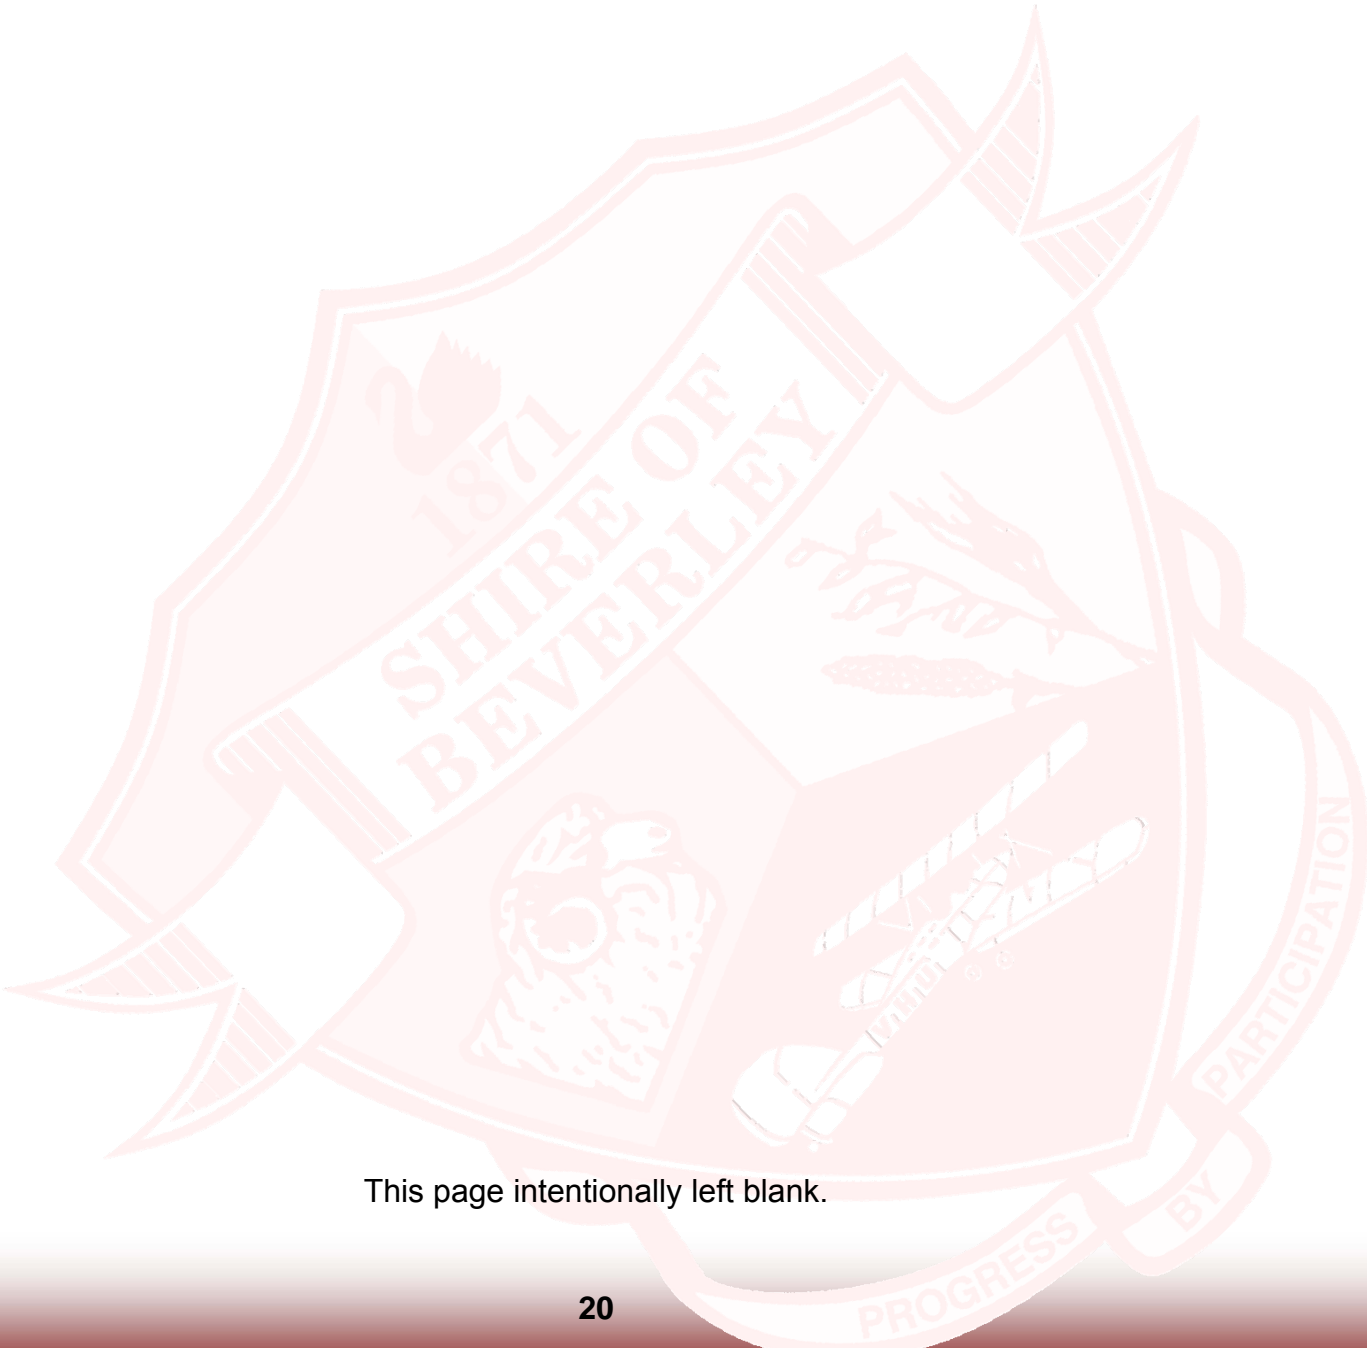 1871
SHIRE OF
BEVERLEY
PROGRESS BY PARTICIPATION
This page intentionally left blank.
20